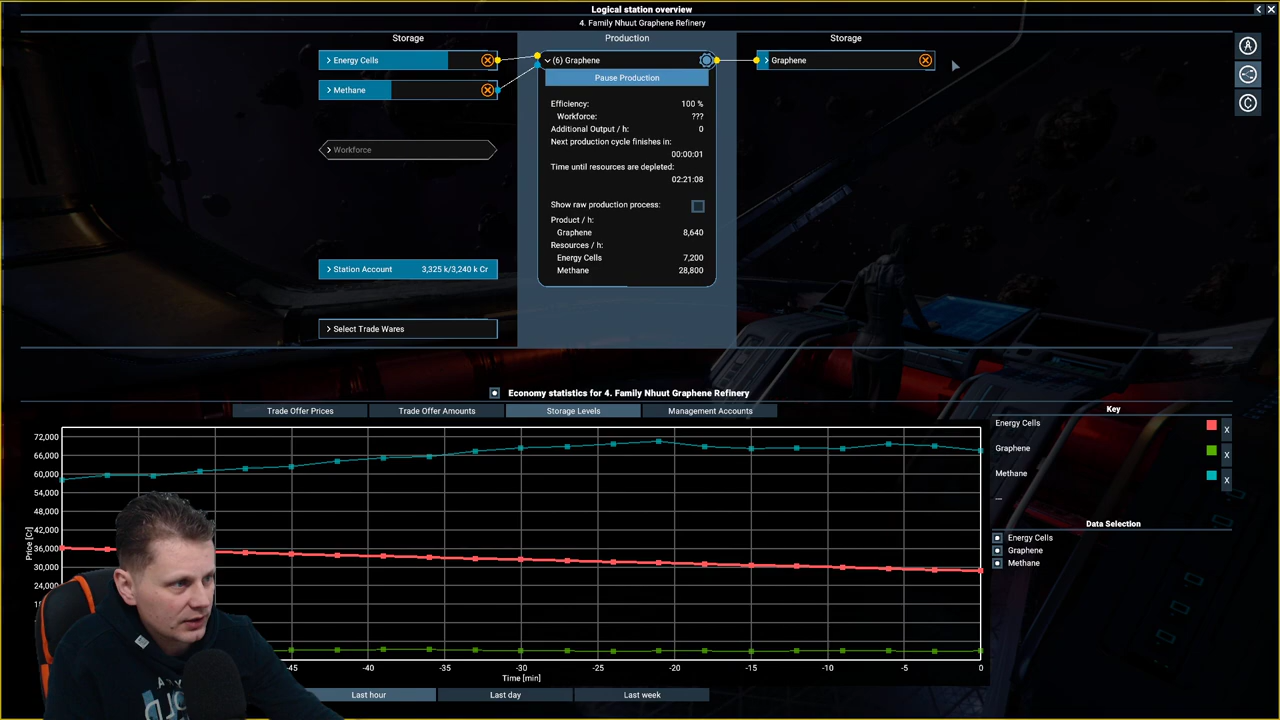 Logical station overview
4. Family Nhuut Graphene Refinery
Storage
Production
Storage
Energy Cells
Methane
Workforce
Station Account 3,325 k/3,240 k Cr
Select Trade Wares
(6) Graphene
Pause Production
Efficiency: 100 %
Workforce: ???
Additional Output / h: 0
Next production cycle finishes in:
00:00:01
Time until resources are depleted:
02:21:08
Show raw production process:
Product / h:
Graphene 8,640
Resources / h:
Energy Cells 7,200
Methane 28,800
Graphene
Economy statistics for 4. Family Nhuut Graphene Refinery
Trade Offer Prices Trade Offer Amounts Storage Levels Management Accounts
72,000
66,000
60,000
54,000
48,000
42,000
36,000
30,000
24,000
Price [Cr]
-45 -40 -35 -30 -25 -20 -15 -10 -5 0
Time [min]
Last hour Last day Last week
Key
Energy Cells X
Graphene X
Methane X
Data Selection
Energy Cells
Graphene
Methane